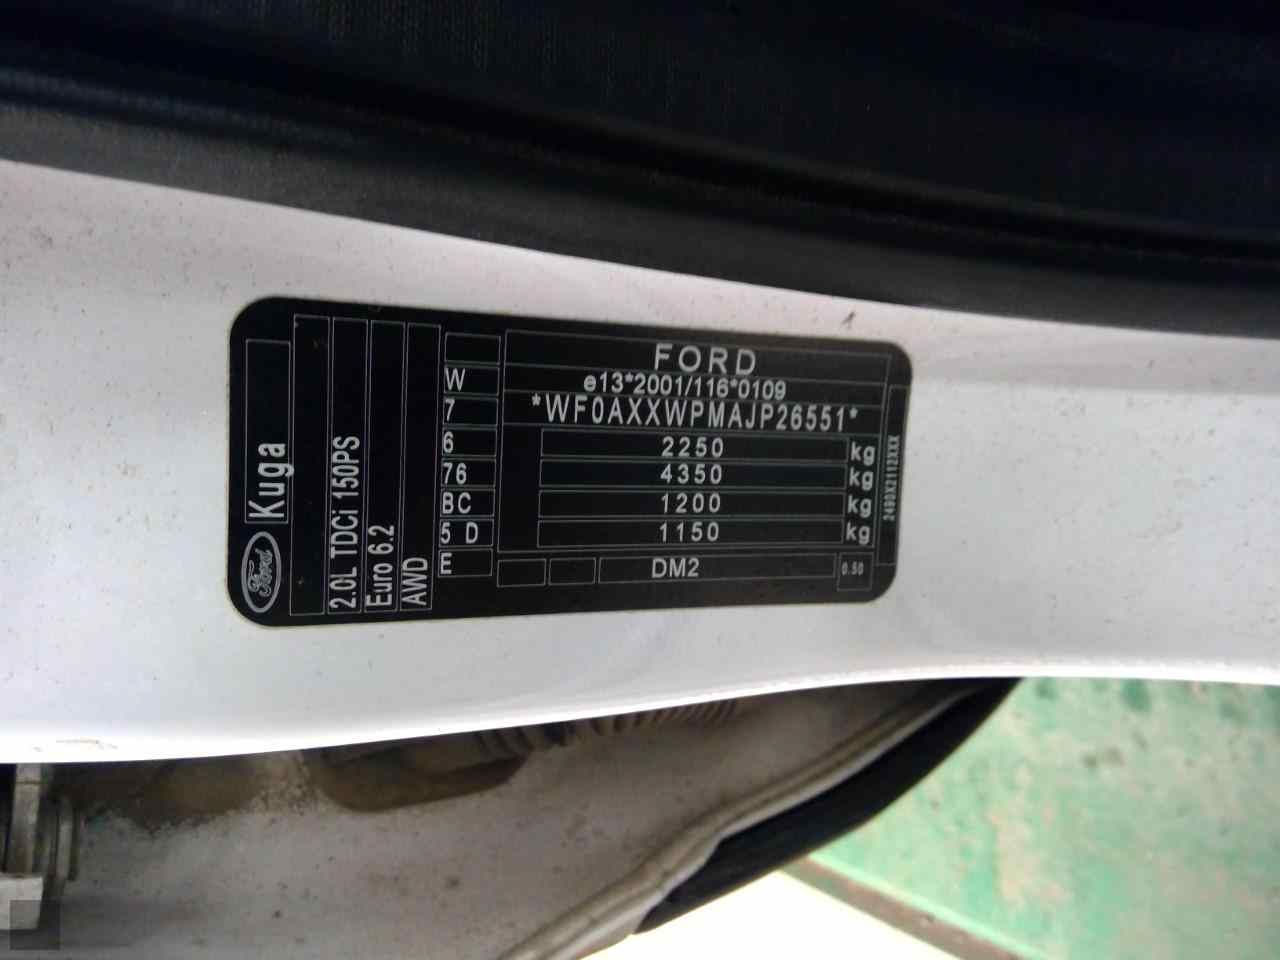 FORD
e13*2001/116*0109
*WF0AXXWPMAJP26551*
2250 kg
4350 kg
1200 kg
1150 kg
DM2
0.50
2490X2112XXX
W
7
6
76
BC
5 D
E
Ford Kuga
2.0L TDCi 150PS
Euro 6.2
AWD